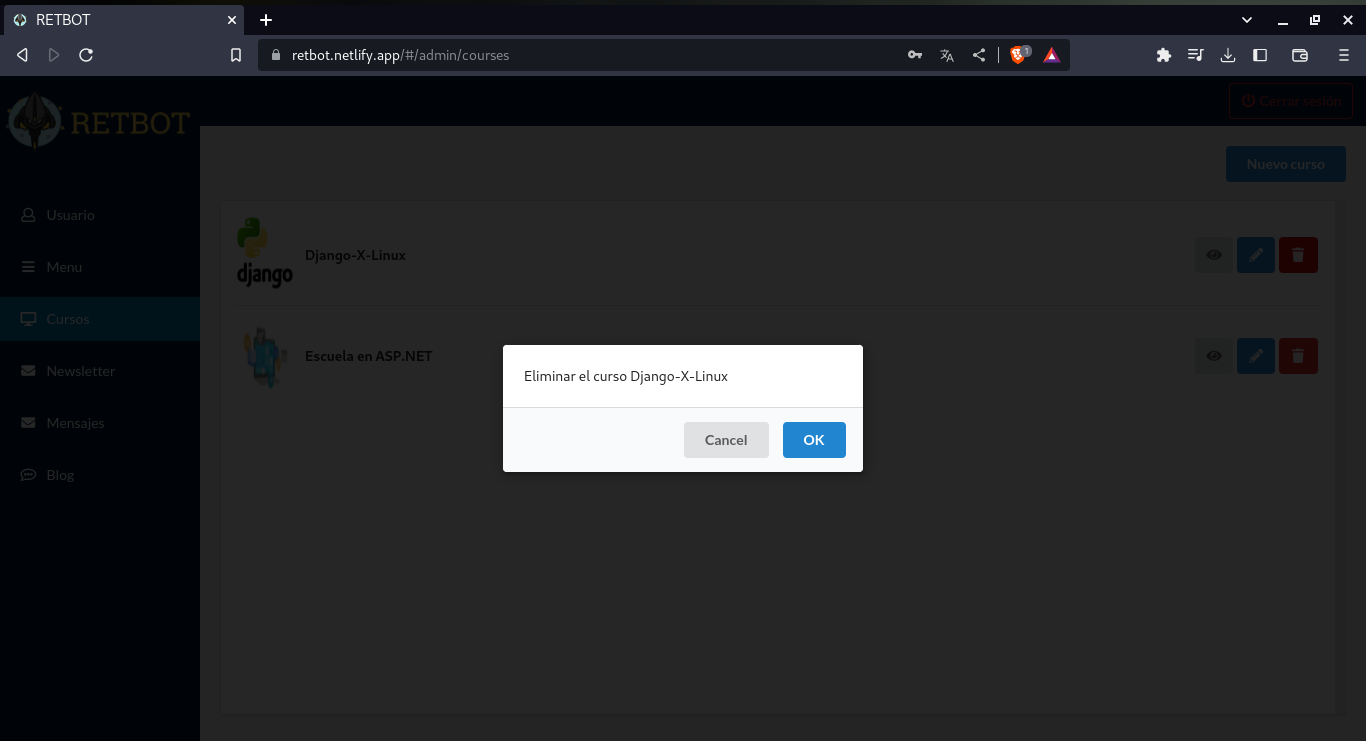 RETBOT
retbot.netlify.app/#/admin/courses
1
RETBOT
Cerrar sesión
Nuevo curso
Usuario
Menu
Cursos
Newsletter
Mensajes
Blog
django
Django-X-Linux
Escuela en ASP.NET
Eliminar el curso Django-X-Linux
Cancel
OK